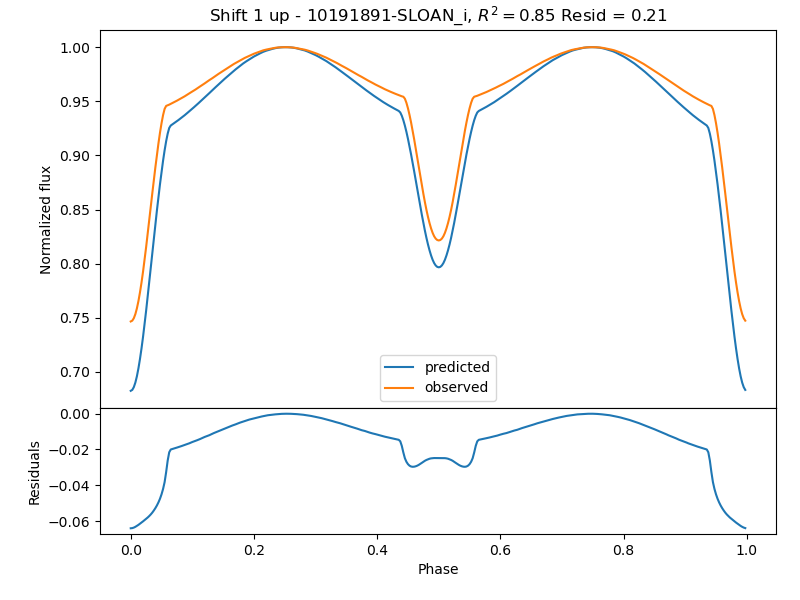 Shift 1 up - 10191891-SLOAN_i, $R^2 = 0.85$ Resid = 0.21
1.00
0.95
0.90
0.85
0.80
0.75
0.70
Normalized flux
predicted
observed
0.00
−0.02
−0.04
−0.06
Residuals
0.0 0.2 0.4 0.6 0.8 1.0
Phase